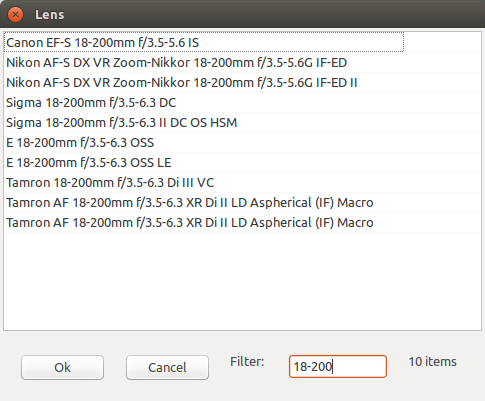 Lens
Canon EF-S 18-200mm f/3.5-5.6 IS
Nikon AF-S DX VR Zoom-Nikkor 18-200mm f/3.5-5.6G IF-ED
Nikon AF-S DX VR Zoom-Nikkor 18-200mm f/3.5-5.6G IF-ED II
Sigma 18-200mm f/3.5-6.3 DC
Sigma 18-200mm f/3.5-6.3 II DC OS HSM
E 18-200mm f/3.5-6.3 OSS
E 18-200mm f/3.5-6.3 OSS LE
Tamron 18-200mm f/3.5-6.3 Di III VC
Tamron AF 18-200mm f/3.5-6.3 XR Di II LD Aspherical (IF) Macro
Tamron AF 18-200mm f/3.5-6.3 XR Di II LD Aspherical (IF) Macro
Ok Cancel Filter: 18-200 10 items